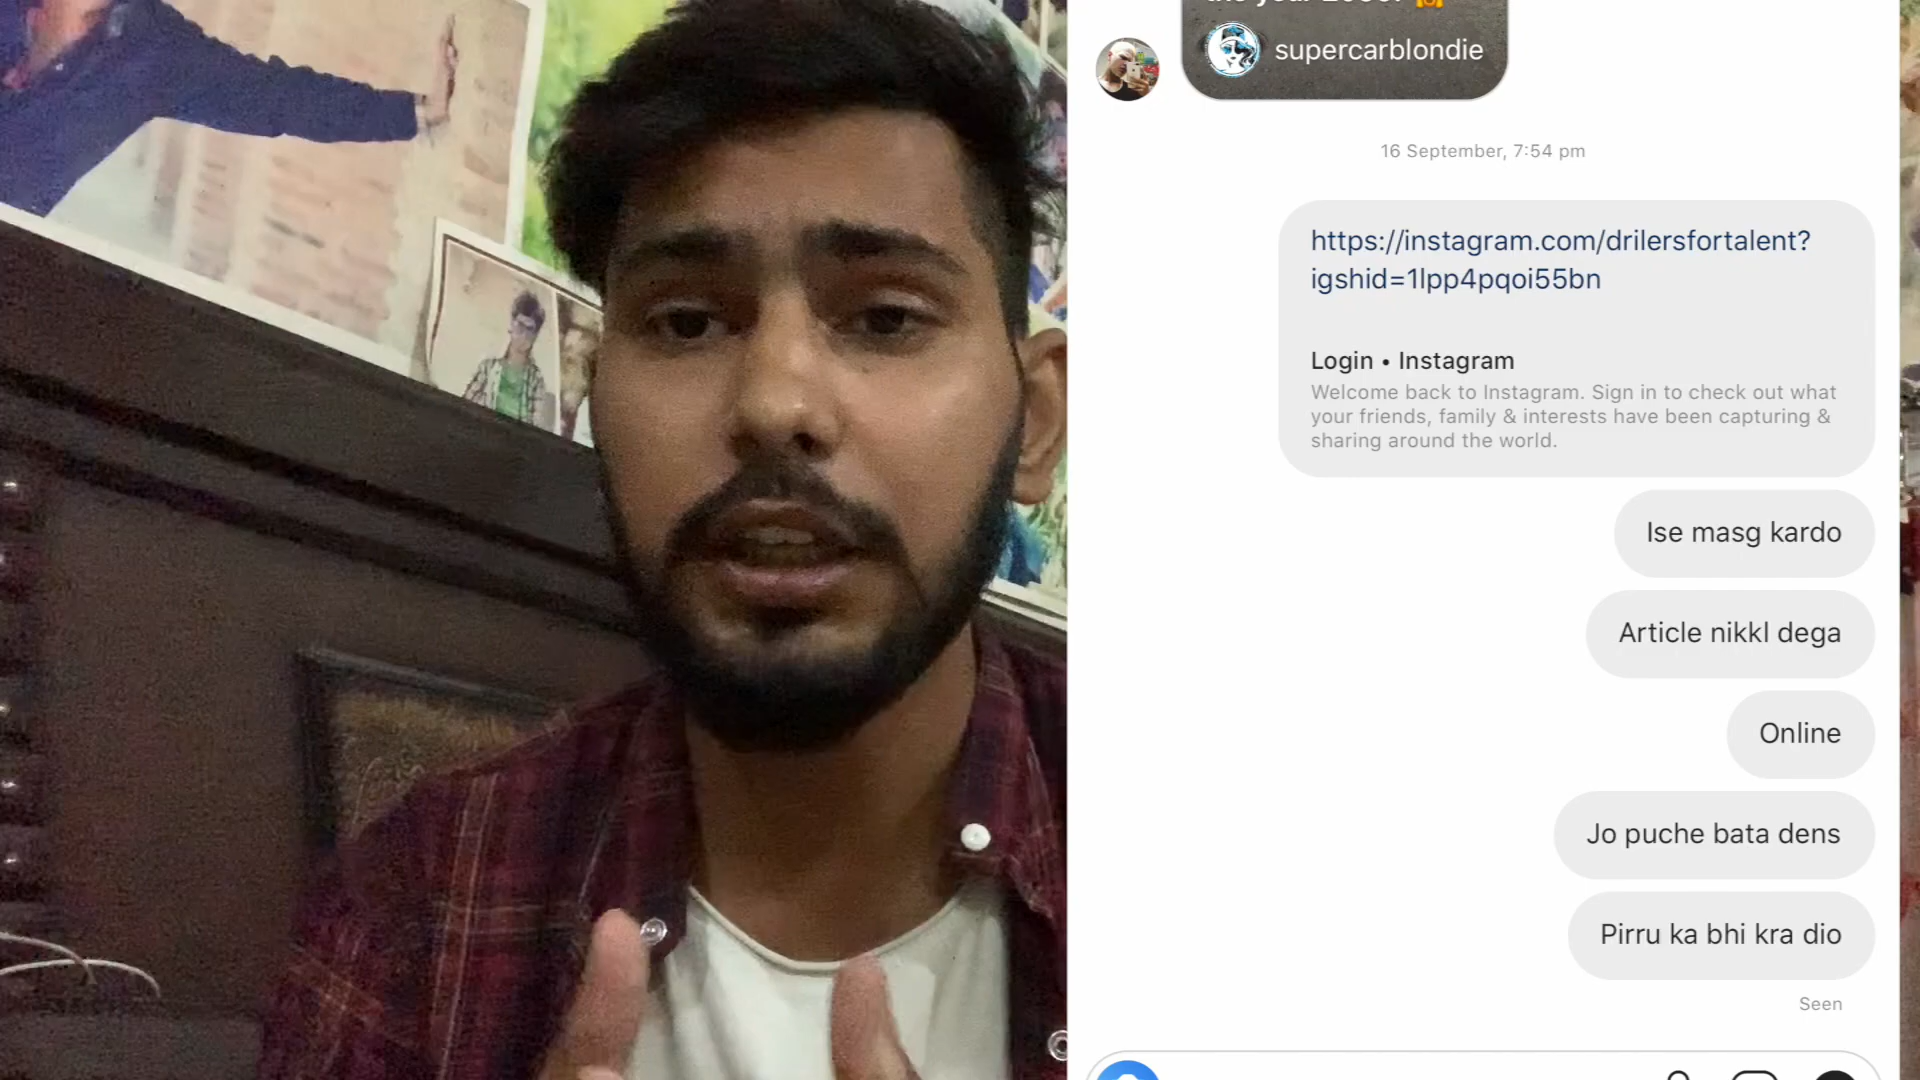 supercarblondie
16 September, 7:54 pm
https://instagram.com/drilersfortalent?
igshid=1lpp4pqoi55bn
Login • Instagram
Welcome back to Instagram. Sign in to check out what
your friends, family & interests have been capturing &
sharing around the world.
Ise masg kardo
Article nikkl dega
Online
Jo puche bata dens
Pirru ka bhi kra dio
Seen